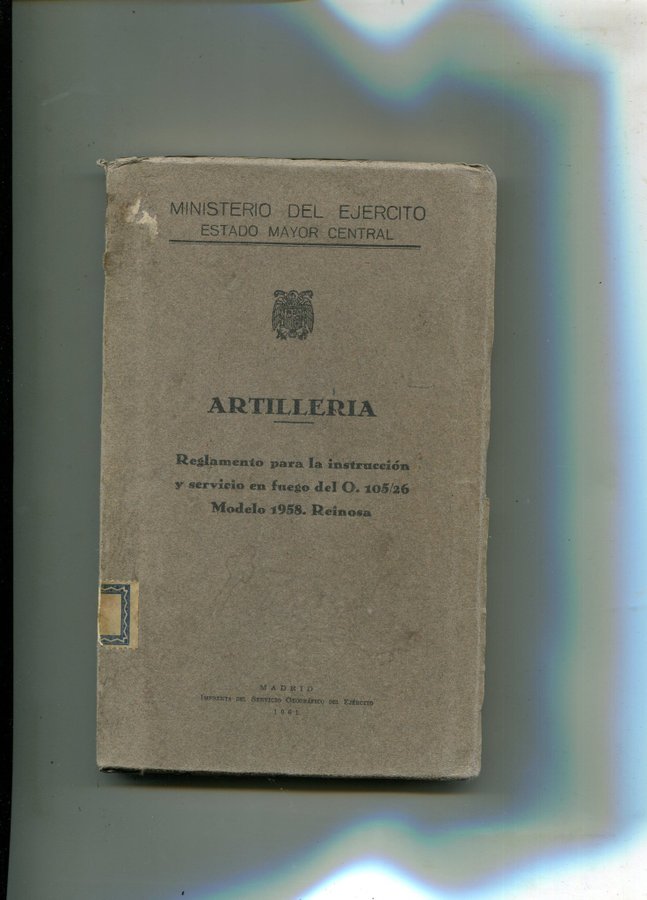 MINISTERIO DEL EJERCITO
ESTADO MAYOR CENTRAL
ARTILLERIA
Reglamento para la instrucción
y servicio en fuego del O. 105/26
Modelo 1958. Reinosa
MADRID
IMPRENTA DEL SERVICIO GEOGRÁFICO DEL EJÉRCITO
1961